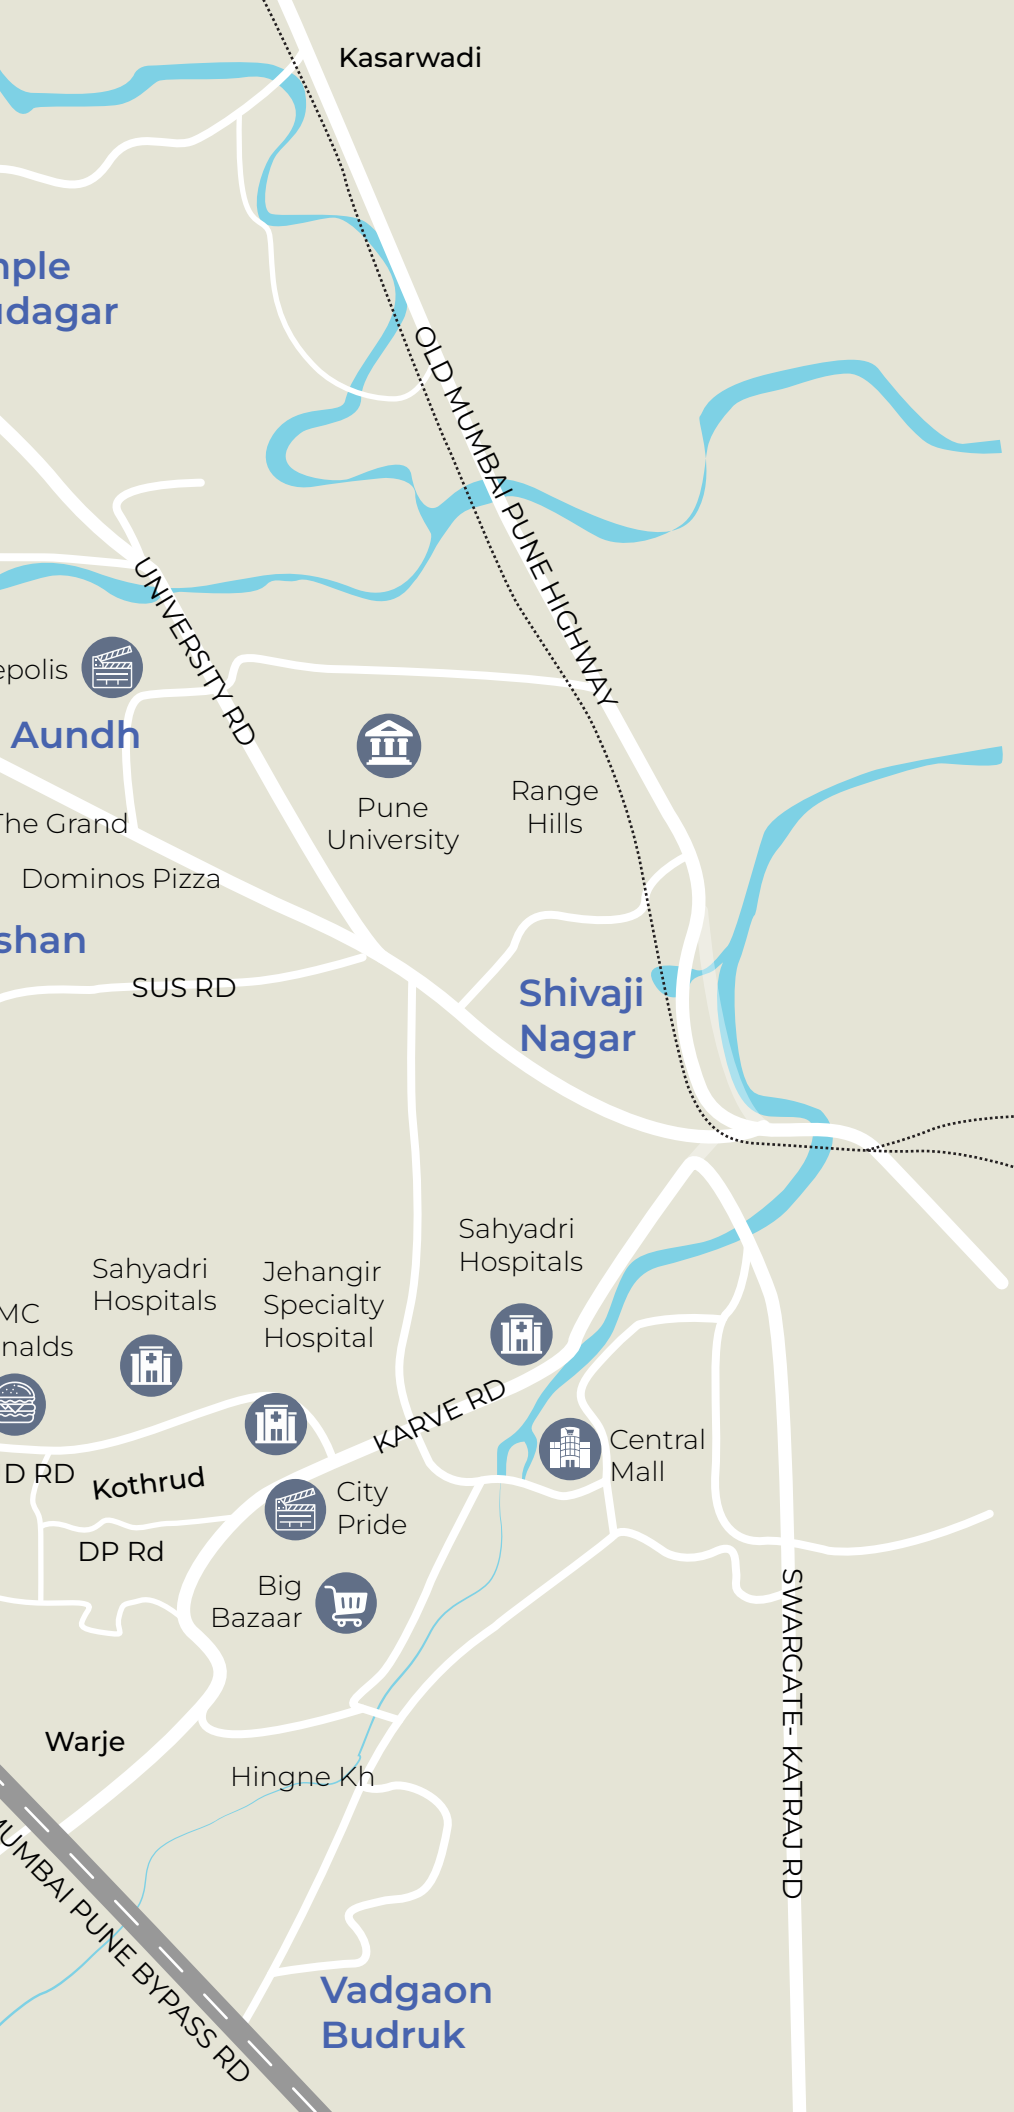 Kasarwadi
nple
udagar
OLD MUMBAI PUNE HIGHWAY
UNIVERSITY RD
epolis
Aundh
Pune
University
Range
Hills
The Grand
Dominos Pizza
shan
SUS RD
Shivaji
Nagar
Sahyadri
Hospitals
Sahyadri
Hospitals
Jehangir
Specialty
Hospital
MC
nalds
KARVE RD
Central
Mall
D RD
Kothrud
City
Pride
DP Rd
Big
Bazaar
SWARGATE- KATRAJ RD
Warje
Hingne Kh
MUMBAI PUNE BYPASS RD
Vadgaon
Budruk